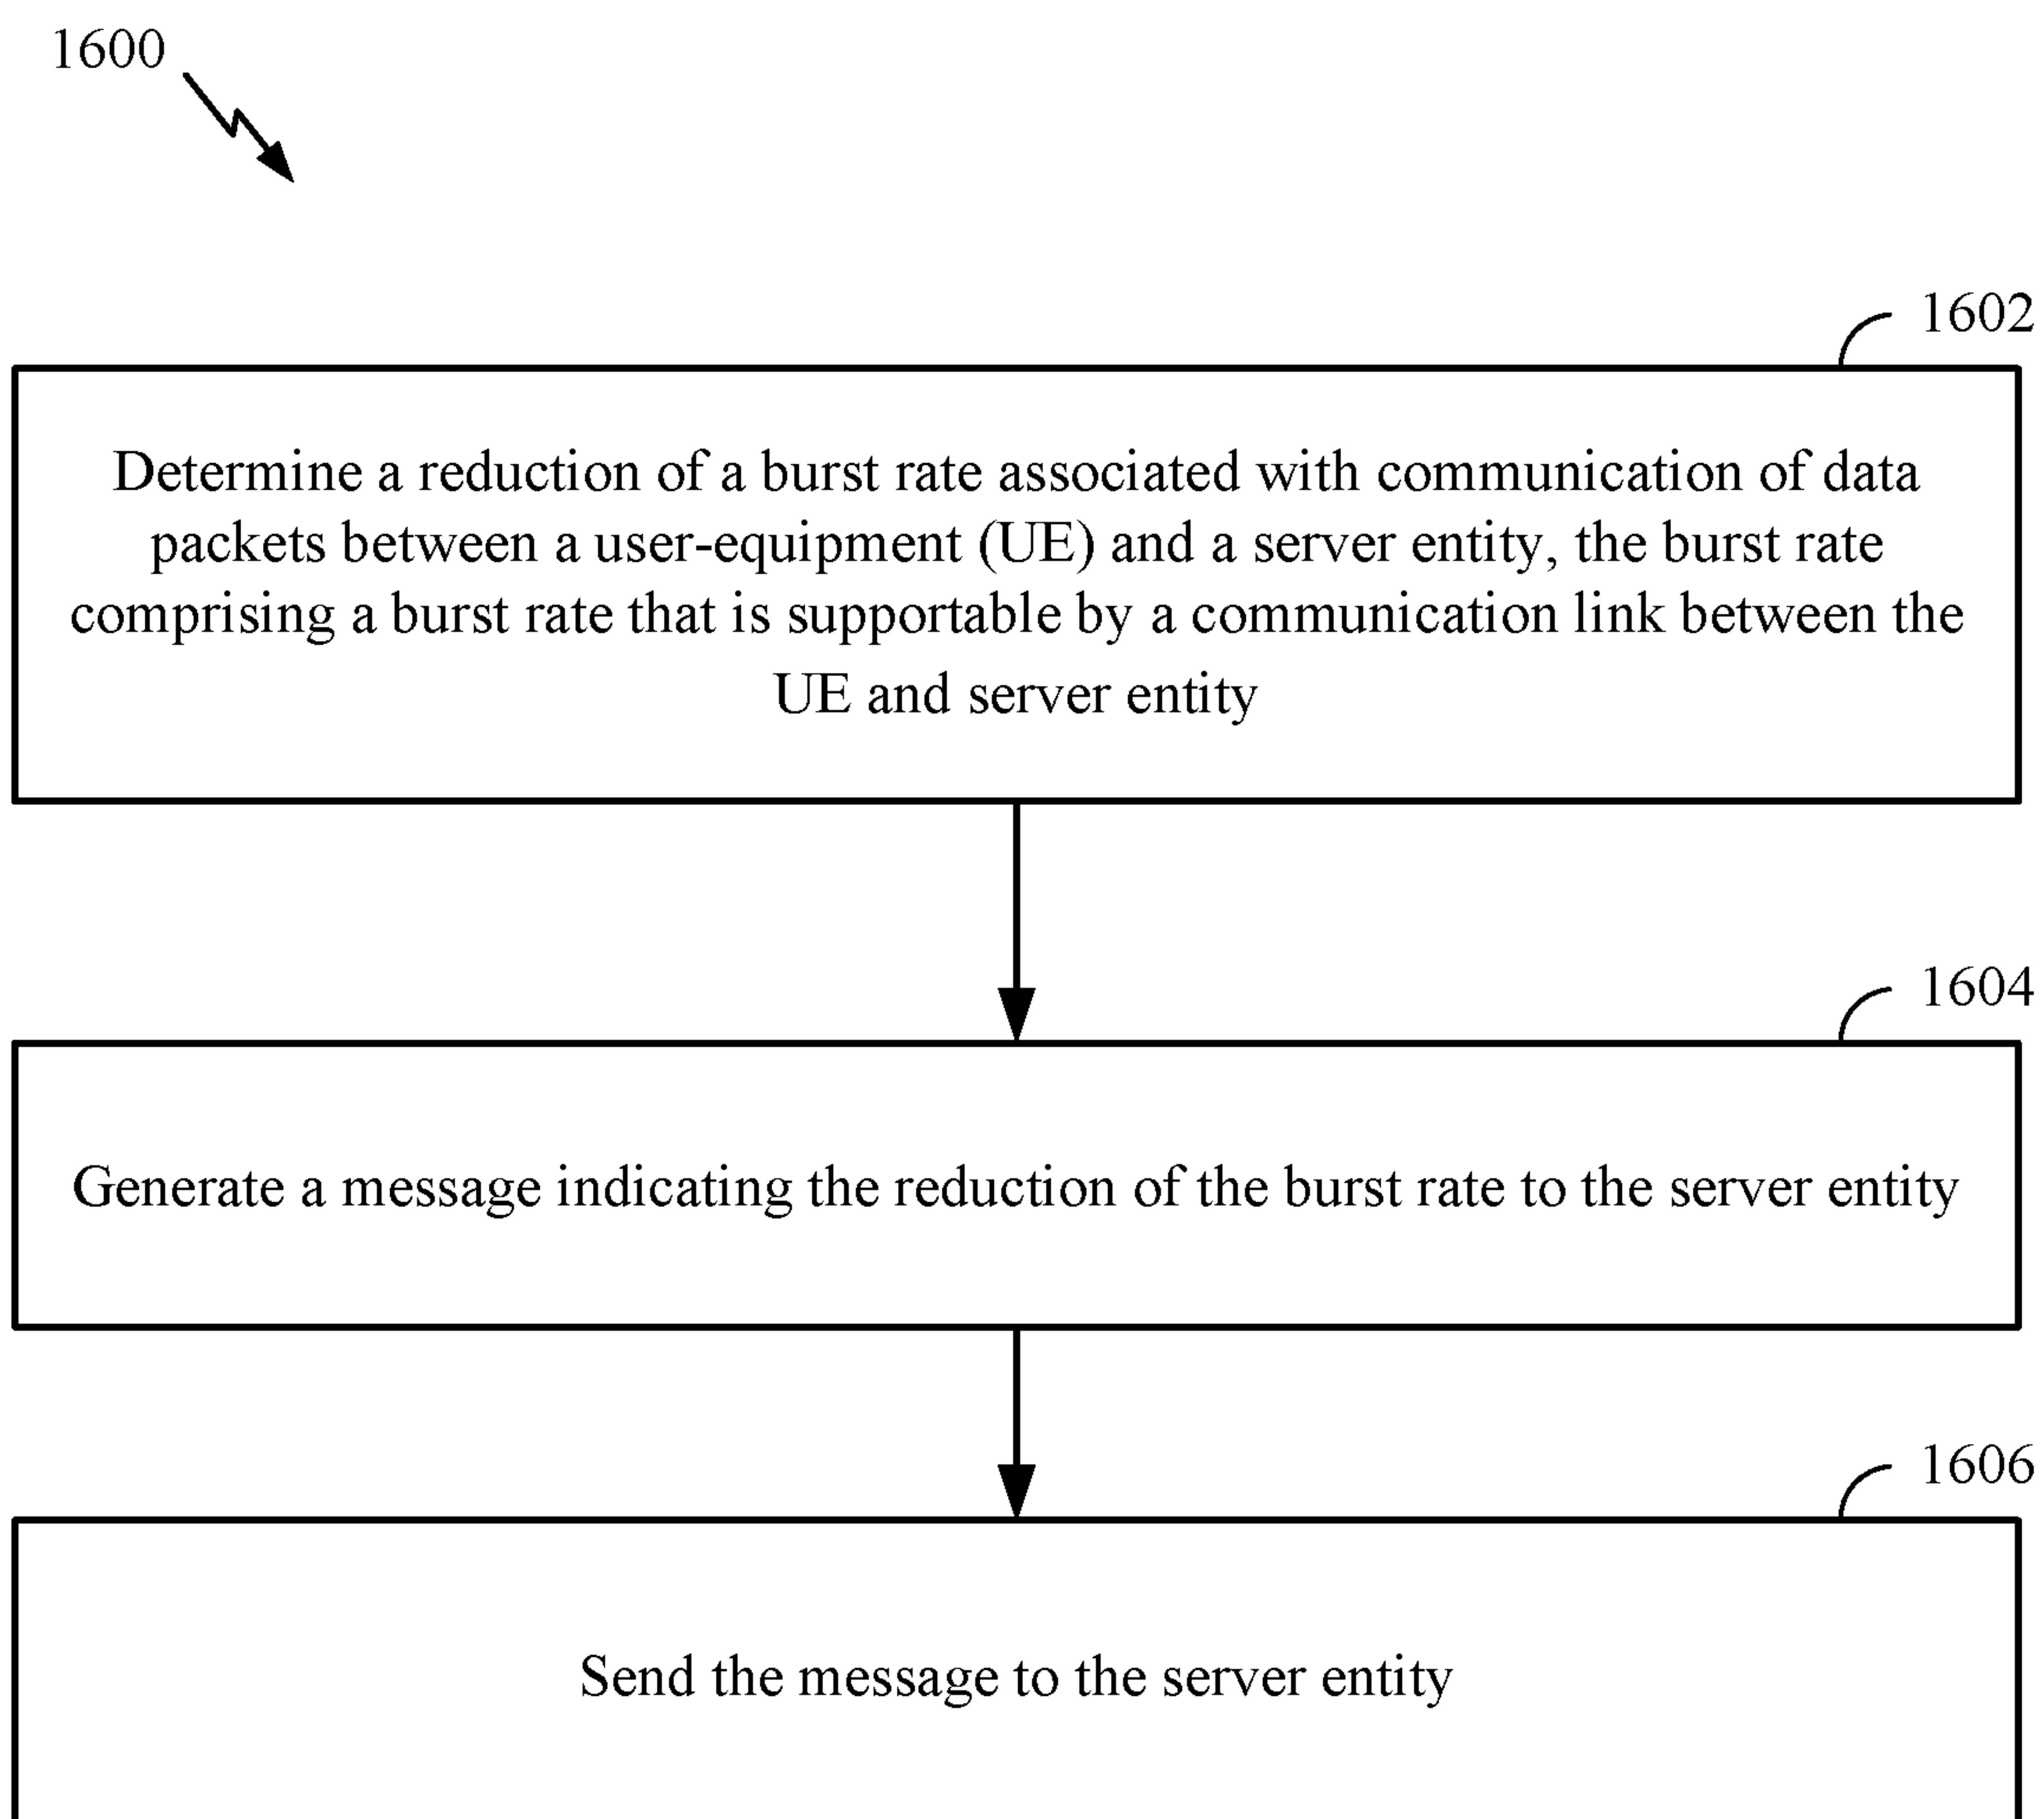 1600
1602
Determine a reduction of a burst rate associated with communication of data
packets between a user-equipment (UE) and a server entity, the burst rate
comprising a burst rate that is supportable by a communication link between the
UE and server entity
1604
Generate a message indicating the reduction of the burst rate to the server entity
1606
Send the message to the server entity